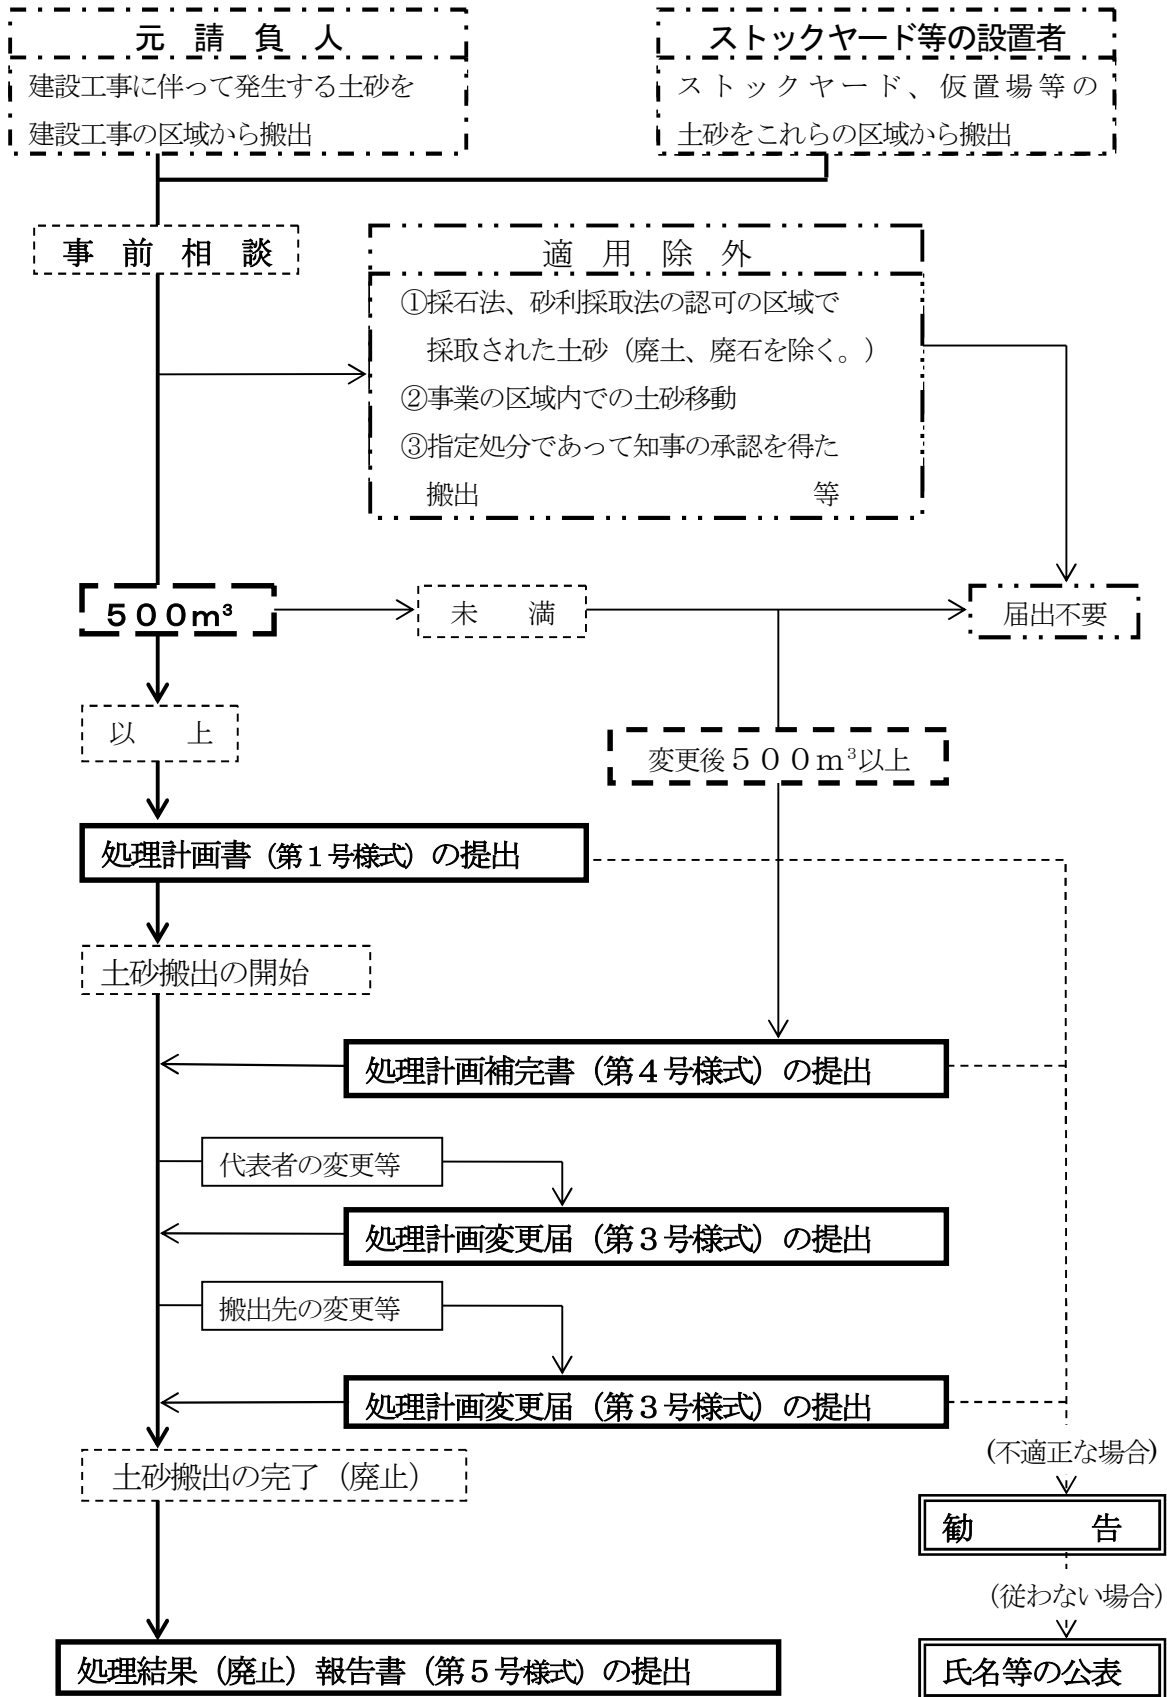 元　請　負　人
建設工事に伴って発生する土砂を
建設工事の区域から搬出
ストックヤード等の設置者
ストックヤード、仮置場等の
土砂をこれらの区域から搬出
事　前　相　談
適　用　除　外
①採石法、砂利採取法の認可の区域で
採取された土砂（廃土、廃石を除く。）
②事業の区域内での土砂移動
③指定処分であって知事の承認を得た
搬出　　　　　　　　　　　　　等
５００ｍ³
未　　満
届出不要
以　　上
変更後５００ｍ³以上
処理計画書（第１号様式）の提出
土砂搬出の開始
処理計画補完書（第４号様式）の提出
代表者の変更等
処理計画変更届（第３号様式）の提出
搬出先の変更等
処理計画変更届（第３号様式）の提出
(不適正な場合)
土砂搬出の完了（廃止）
勧　　　　告
(従わない場合)
処理結果（廃止）報告書（第５号様式）の提出
氏名等の公表